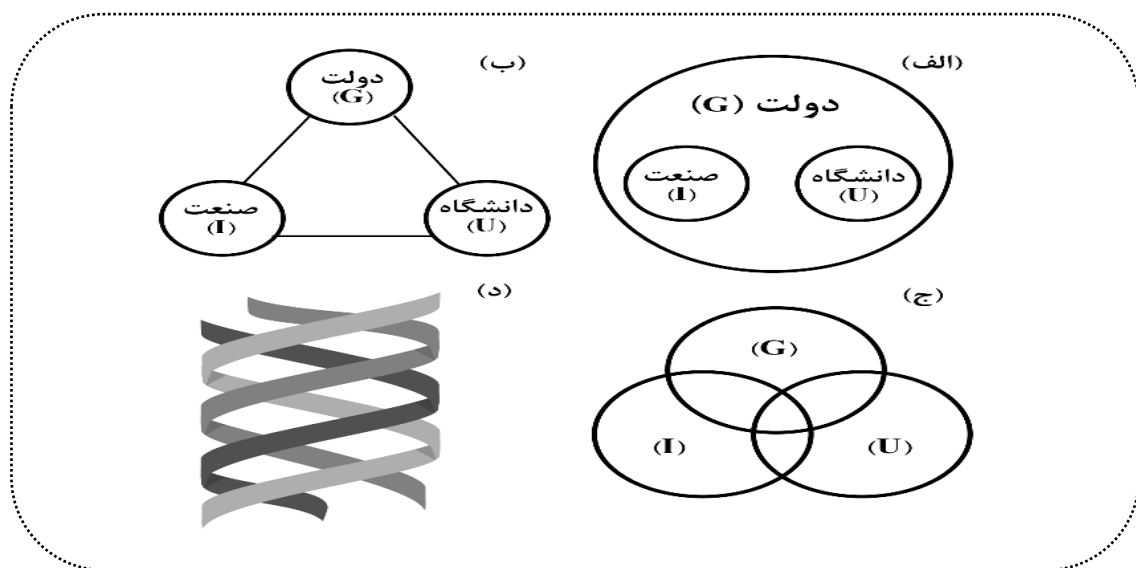 (الف)
دولت (G)
دانشگاه
(U)
صنعت
(I)
(ب)
دولت
(G)
دانشگاه
(U)
صنعت
(I)
(ج)
(G)
(U)
(I)
(د)